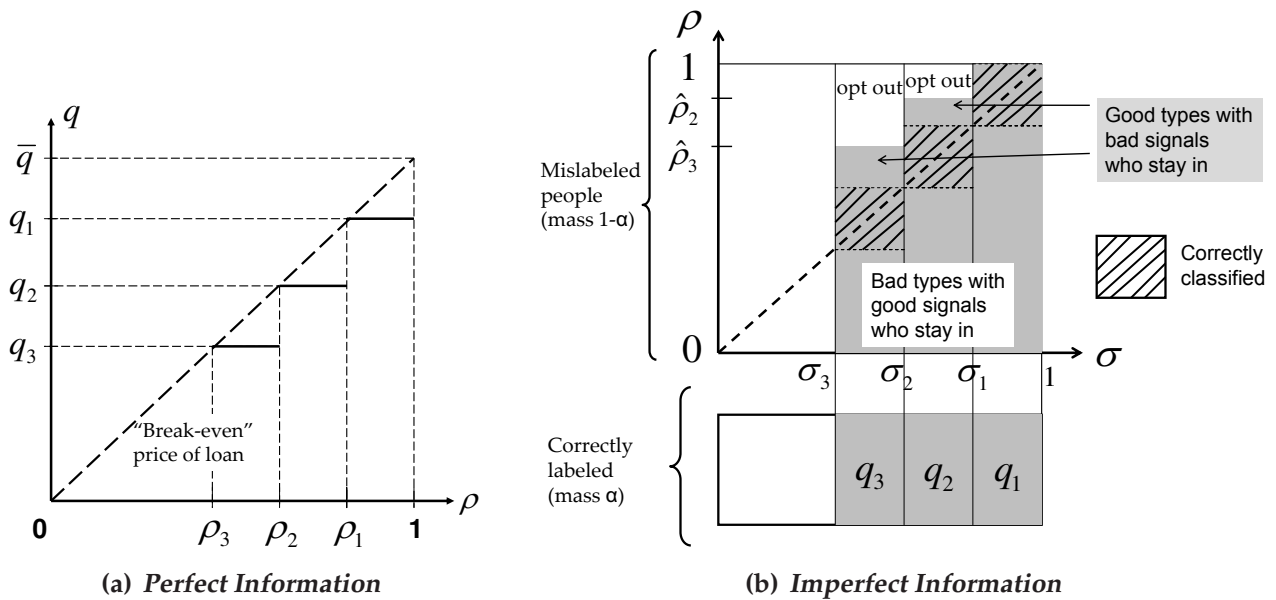 q
q̄
q₁
q₂
q₃
"Break-even"
price of loan
0
ρ₃
ρ₂
ρ₁
1
ρ
(a) Perfect Information
ρ
1
ρ̂₂
ρ̂₃
0
Mislabeled
people
(mass 1-α)
opt out
opt out
Good types with
bad signals
who stay in
Correctly
classified
Bad types with
good signals
who stay in
σ₃
σ₂
σ₁
1
σ
Correctly
labeled
(mass α)
q₃
q₂
q₁
(b) Imperfect Information